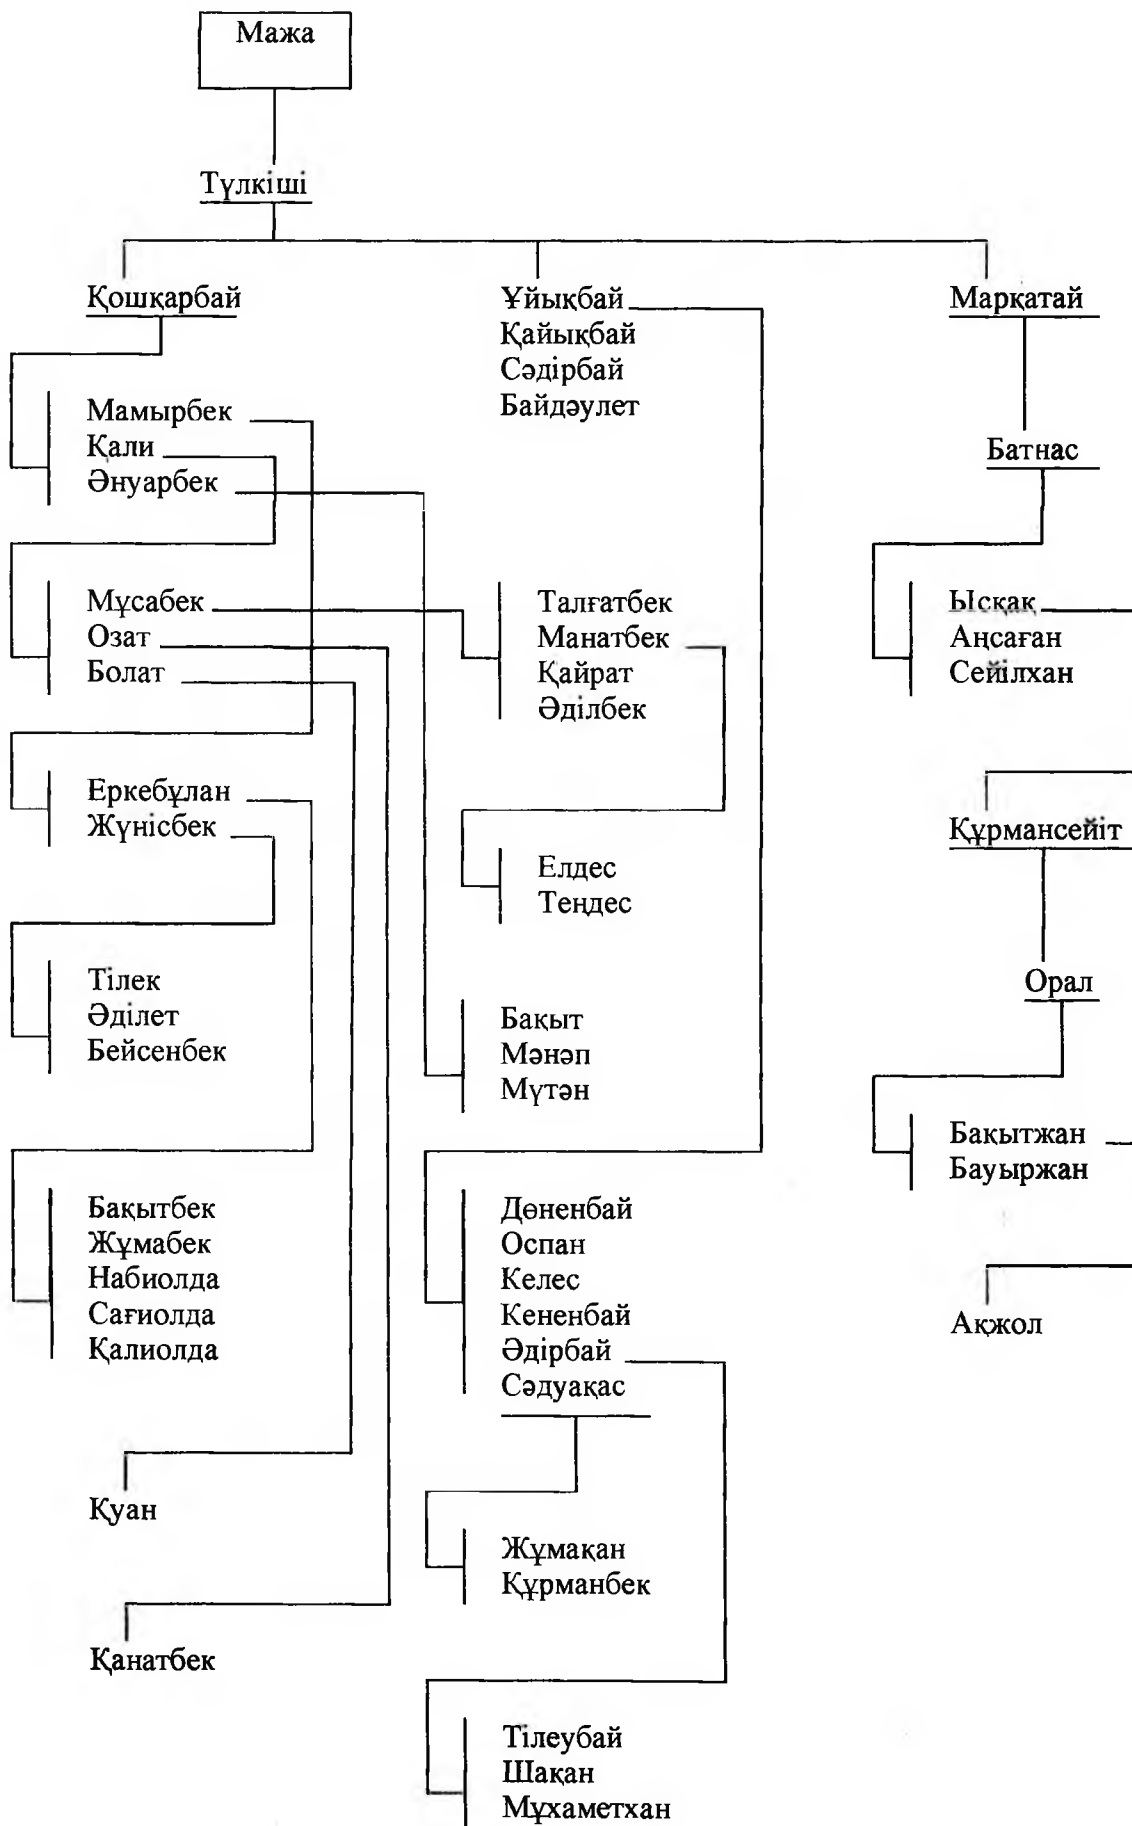 Мажа
Түлкіші
Қошқарбай
Ұйықбай
Қайықбай
Сәдірбай
Байдәулет
Марқатай
Мамырбек
Қали
Әнуарбек
Батнас
Мұсабек
Озат
Болат
Талғатбек
Манатбек
Қайрат
Әділбек
Ысқақ
Аңсаған
Сейілхан
Еркебұлан
Жүнісбек
Құрмансейіт
Елдес
Теңдес
Тілек
Әділет
Бейсенбек
Орал
Бақыт
Мәнәп
Мүтән
Бақытжан
Бауыржан
Бақытбек
Жұмабек
Набиолда
Сағиолда
Қалиолда
Дөненбай
Оспан
Келес
Кененбай
Әдірбай
Сәдуақас
Ақжол
Қуан
Жұмақан
Құрманбек
Қанатбек
Тілеубай
Шақан
Мұхаметхан